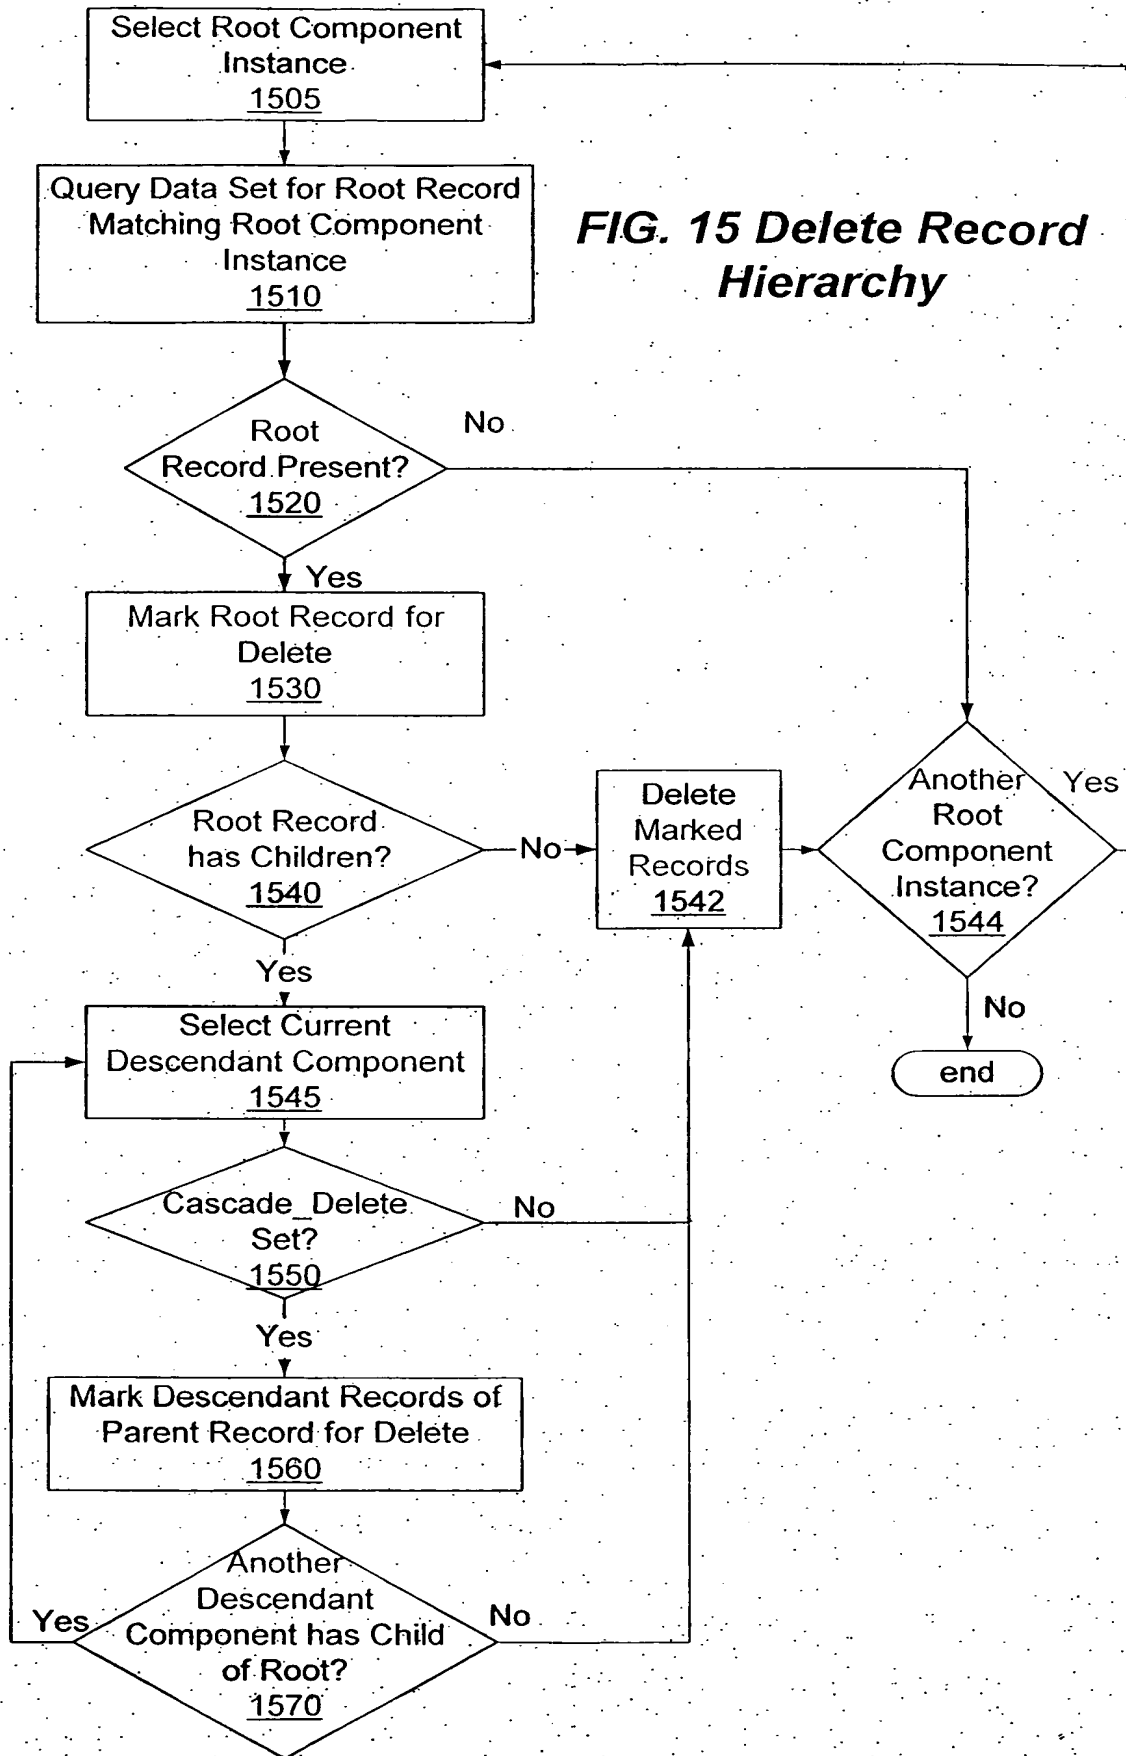 Select Root Component
Instance
1505
Query Data Set for Root Record
Matching Root Component
Instance
1510
FIG. 15 Delete Record
Hierarchy
Root
Record Present?
1520
No
Yes
Mark Root Record for
Delete
1530
Root Record
has Children?
1540
No
Delete
Marked
Records
1542
Another
Root
Component
Instance?
1544
Yes
No
end
Yes
Select Current
Descendant Component
1545
Cascade_Delete
Set?
1550
No
Yes
Mark Descendant Records of
Parent Record for Delete
1560
Another
Descendant
Component has Child
of Root?
1570
Yes
No